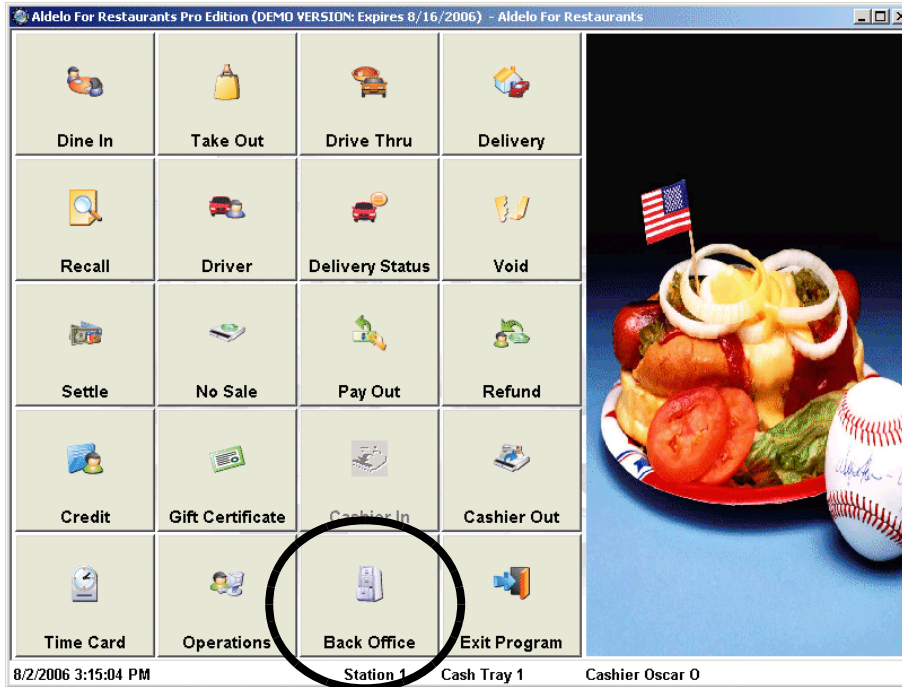 Aldelo For Restaurants Pro Edition (DEMO VERSION: Expires 8/16/2006) - Aldelo For Restaurants
Dine In
Take Out
Drive Thru
Delivery
Recall
Driver
Delivery Status
Void
Settle
No Sale
Pay Out
Refund
Credit
Gift Certificate
Cashier In
Cashier Out
Time Card
Operations
Back Office
Exit Program
8/2/2006 3:15:04 PM
Station 1
Cash Tray 1
Cashier Oscar O